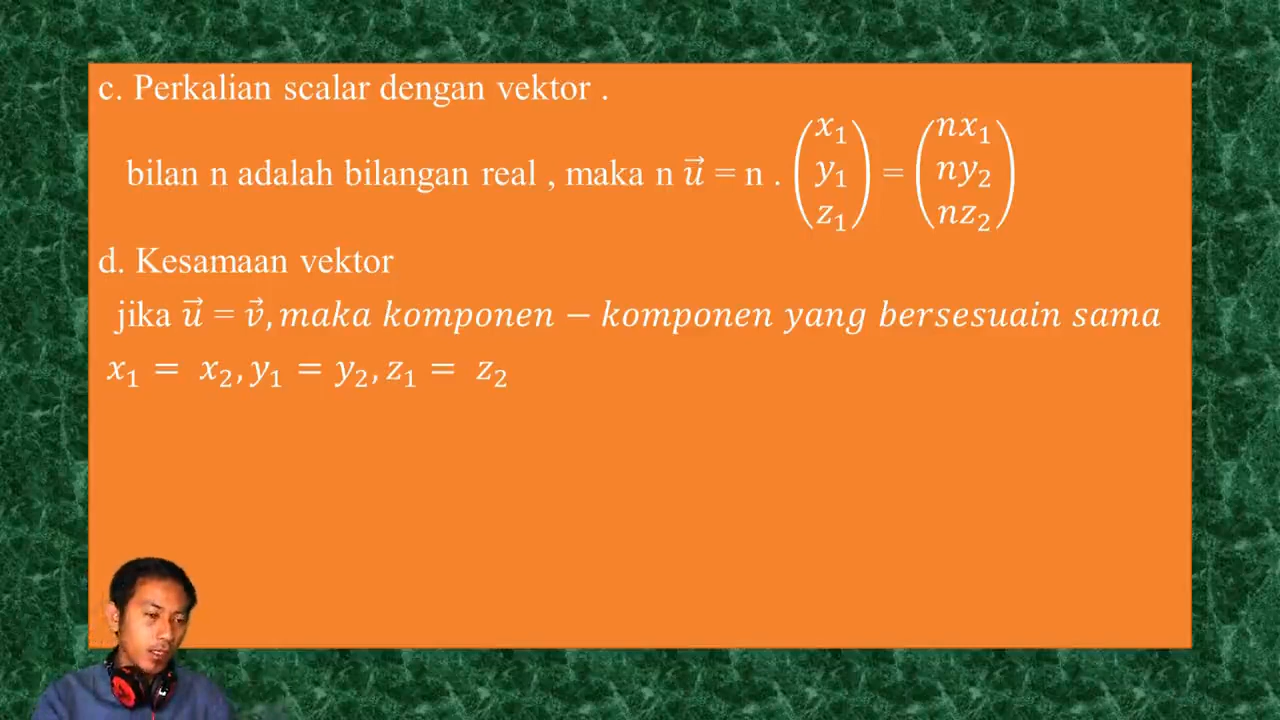 c. Perkalian scalar dengan vektor .
bilan n adalah bilangan real , maka n u⃗ = n . (x₁ y₁ z₁) = (nx₁ ny₂ nz₂)
d. Kesamaan vektor
jika u⃗ = v⃗, maka komponen − komponen yang bersesuain sama
x₁ = x₂, y₁ = y₂, z₁ = z₂